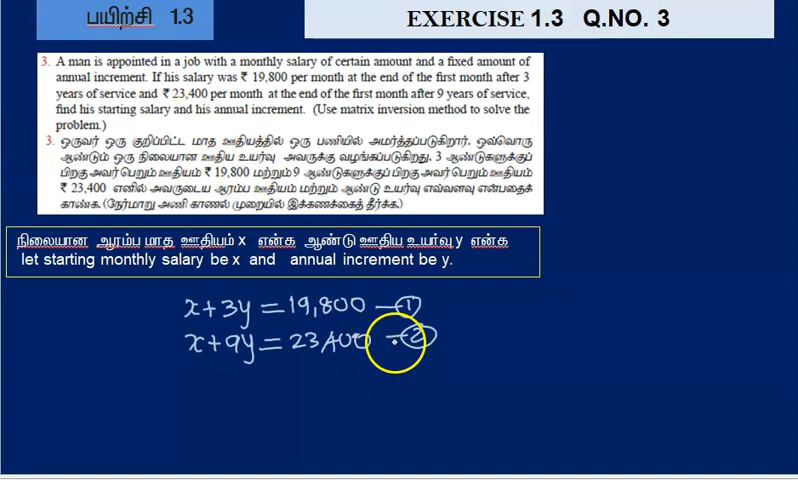 பயிற்சி 1.3
EXERCISE 1.3 Q.NO. 3
3. A man is appointed in a job with a monthly salary of certain amount and a fixed amount of
annual increment. If his salary was ₹ 19,800 per month at the end of the first month after 3
years of service and ₹ 23,400 per month at the end of the first month after 9 years of service,
find his starting salary and his annual increment. (Use matrix inversion method to solve the
problem.)
3. ஒருவர் ஒரு குறிப்பிட்ட மாத ஊதியத்தில் ஒரு பணியில் அமர்த்தப்படுகிறார். ஒவ்வொரு
ஆண்டும் ஒரு நிலையான ஊதிய உயர்வு அவருக்கு வழங்கப்படுகிறது. 3 ஆண்டுகளுக்குப்
பிறகு அவர் பெறும் ஊதியம் ₹ 19,800 மற்றும் 9 ஆண்டுகளுக்குப் பிறகு அவர் பெறும் ஊதியம்
₹ 23,400 எனில் அவருடைய ஆரம்ப ஊதியம் மற்றும் ஆண்டு உயர்வு எவ்வளவு என்பதைக்
காண்க. (நேர்மாறு அணி காணல் முறையில் இக்கணக்கைத் தீர்க்க.)
நிலையான ஆரம்ப மாத ஊதியம் x என்க ஆண்டு ஊதிய உயர்வு y என்க
let starting monthly salary be x and annual increment be y.
x+3y=19,800 —①
x+9y=23,400 —②